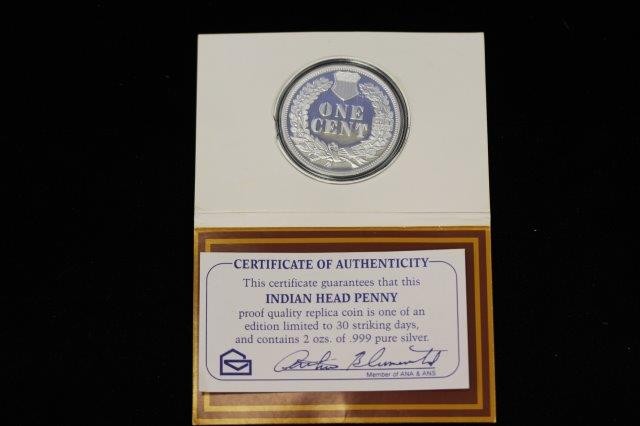 ONE
CENT
CERTIFICATE OF AUTHENTICITY
This certificate guarantees that this
INDIAN HEAD PENNY
proof quality replica coin is one of an
edition limited to 30 striking days,
and contains 2 ozs. of .999 pure silver.
Member of ANA & ANS